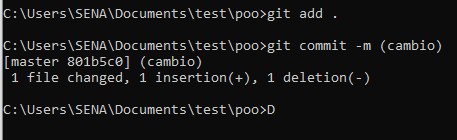 C:\Users\SENA\Documents\test\poo>git add .
C:\Users\SENA\Documents\test\poo>git commit -m (cambio)
[master 801b5c0] (cambio)
 1 file changed, 1 insertion(+), 1 deletion(-)
C:\Users\SENA\Documents\test\poo>D